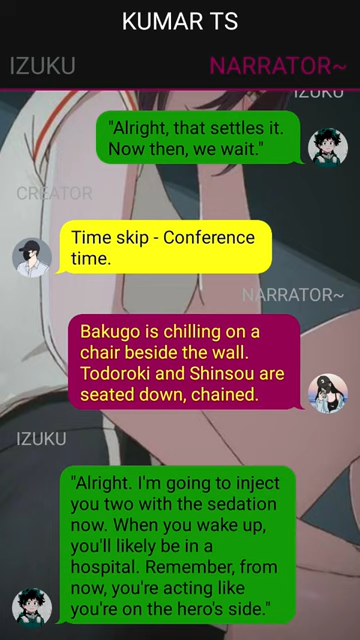 KUMAR TS
IZUKU
NARRATOR~
IZUKU
"Alright, that settles it.
Now then, we wait."
CREATOR
Time skip - Conference
time.
NARRATOR~
Bakugo is chilling on a
chair beside the wall.
Todoroki and Shinsou are
seated down, chained.
IZUKU
"Alright. I'm going to inject
you two with the sedation
now. When you wake up,
you'll likely be in a
hospital. Remember, from
now, you're acting like
you're on the hero's side."